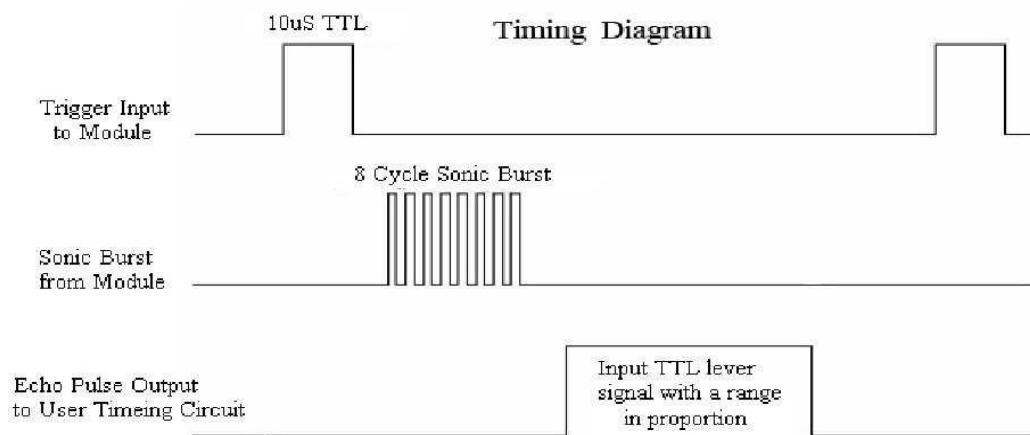 10uS TTL
Timing Diagram
Trigger Input
to Module
8 Cycle Sonic Burst
Sonic Burst
from Module
Echo Pulse Output
to User Timeing Circuit
Input TTL lever
signal with a range
in proportion